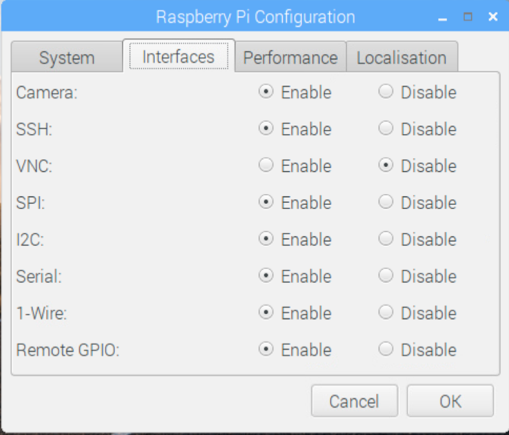 Raspberry Pi Configuration
System Interfaces Performance Localisation
Camera: Enable Disable
SSH: Enable Disable
VNC: Enable Disable
SPI: Enable Disable
I2C: Enable Disable
Serial: Enable Disable
1-Wire: Enable Disable
Remote GPIO: Enable Disable
Cancel OK